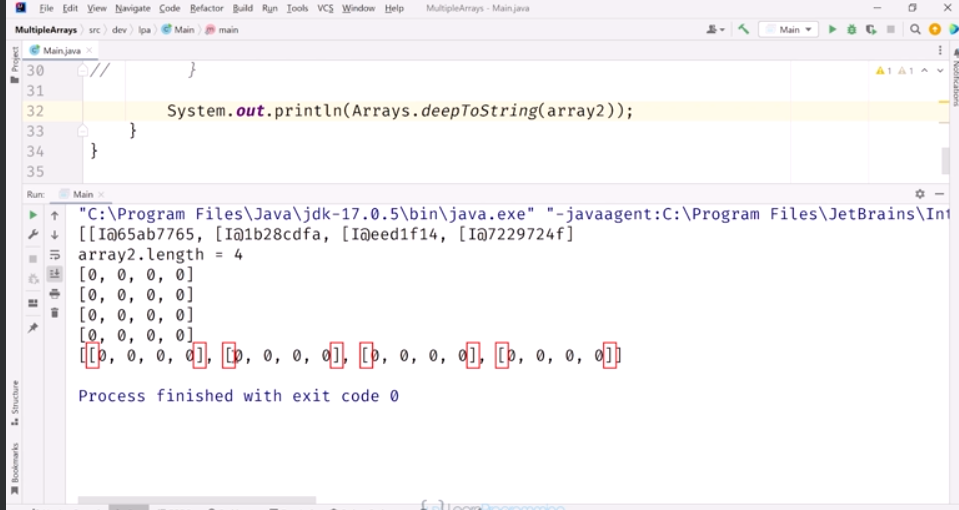 File Edit View Navigate Code Refactor Build Run Tools VCS Window Help MultipleArrays - Main.java
MultipleArrays src dev lpa Main main Main
Project
Main.java
30 // }
1 1
31
32 System.out.println(Arrays.deepToString(array2));
33 }
34 }
35
Notifications
Run: Main
"C:\Program Files\Java\jdk-17.0.5\bin\java.exe" "-javaagent:C:\Program Files\JetBrains\Int
[[I@65ab7765, [I@1b28cdfa, [I@eed1f14, [I@7229724f]
array2.length = 4
[0, 0, 0, 0]
[0, 0, 0, 0]
[0, 0, 0, 0]
[0, 0, 0, 0]
[[0, 0, 0, 0], [0, 0, 0, 0], [0, 0, 0, 0], [0, 0, 0, 0]]
Process finished with exit code 0
Structure
Bookmarks